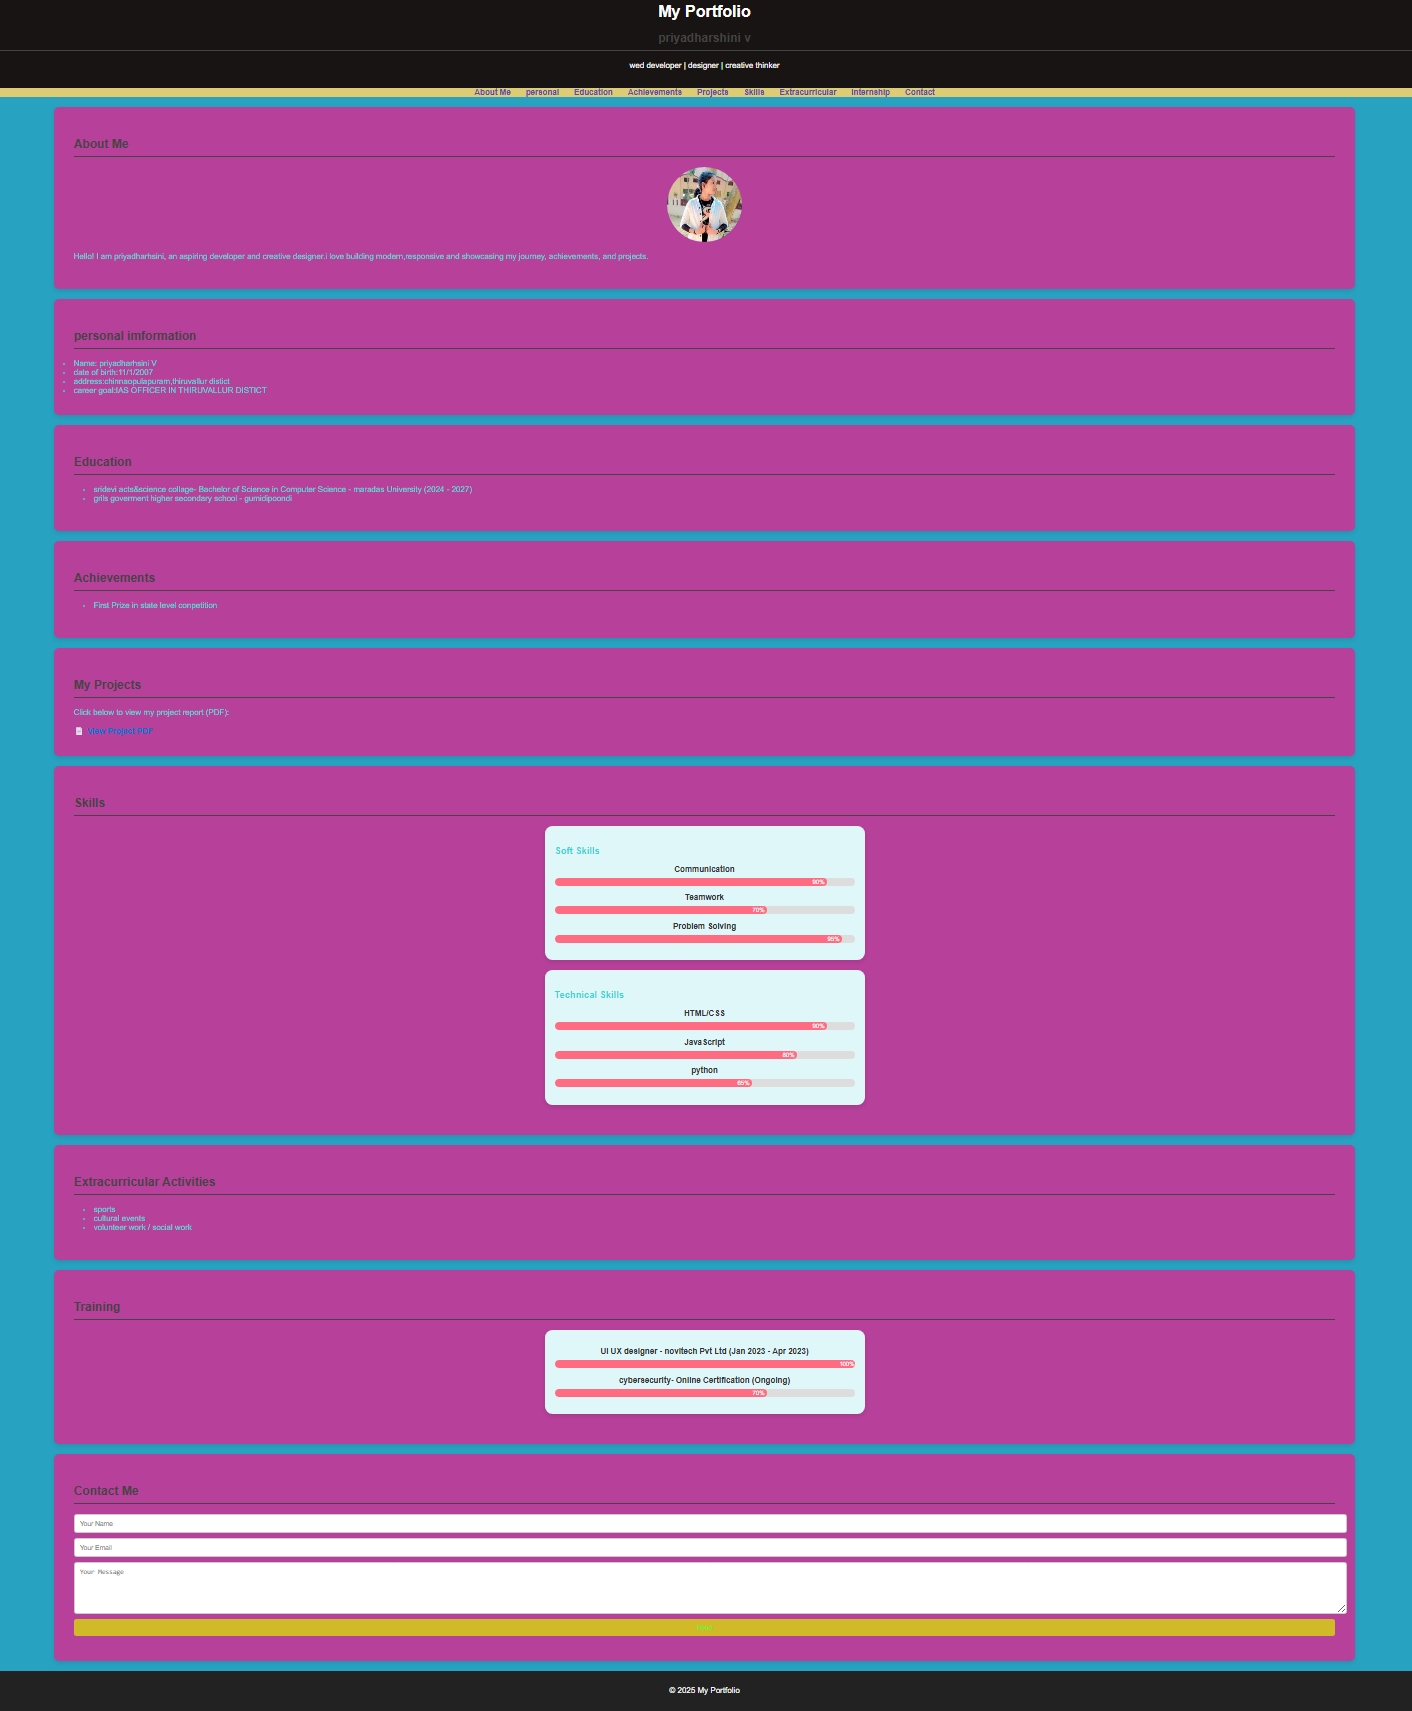 My Portfolio
priyadharshini v
wed developer | designer | creative thinker
About Me personal Education Achievements Projects Skills Extracurricular Internship Contact
About Me
Hello! I am priyadharhsini, an aspiring developer and creative designer.i love building modern,responsive and showcasing my journey, achievements, and projects.
personal imformation
Name: priyadharhsini V
date of birth:11/1/2007
address:chinnaopulapuram,thiruvallur distict
career goal:IAS OFFICER IN THIRUVALLUR DISTICT
Education
sridevi acts&science collage- Bachelor of Science in Computer Science - maradas University (2024 - 2027)
grils goverment higher secondary school - gumidipoondi
Achievements
First Prize in state level conpetition
My Projects
Click below to view my project report (PDF):
View Project PDF
Skills
Soft Skills
Communication
90%
Teamwork
70%
Problem Solving
95%
Technical Skills
HTML/CSS
90%
JavaScript
80%
python
65%
Extracurricular Activities
sports
cultural events
volunteer work / social work
Training
UI UX designer - novitech Pvt Ltd (Jan 2023 - Apr 2023)
100%
cybersecurity- Online Certification (Ongoing)
70%
Contact Me
Your Name
Your Email
Your Message
© 2025 My Portfolio